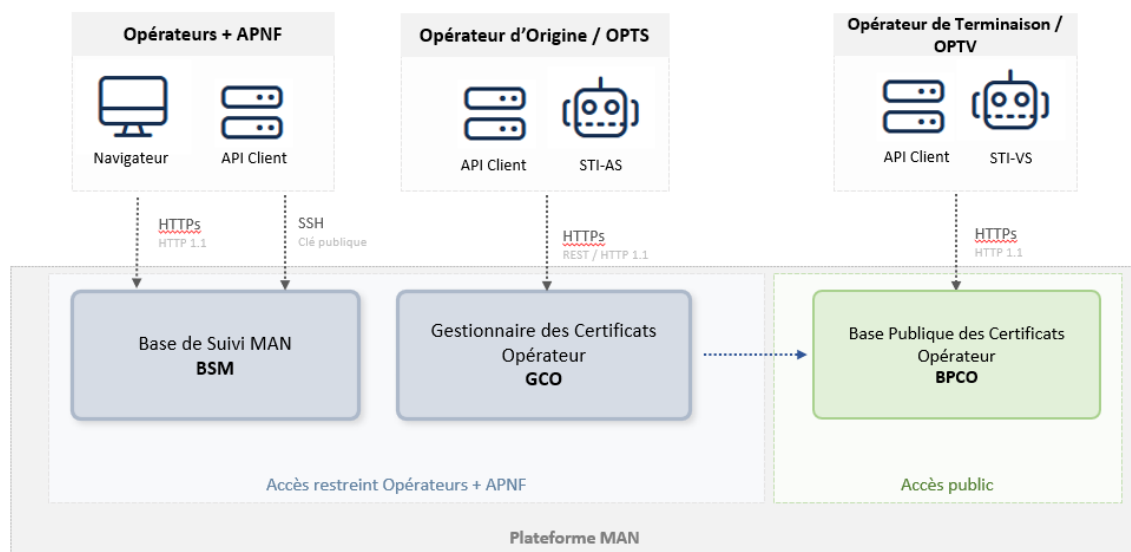 Opérateurs + APNF
Navigateur
API Client
Opérateur d'Origine / OPTS
API Client
STI-AS
Opérateur de Terminaison /
OPTV
API Client
STI-VS
HTTPs
HTTP 1.1
SSH
Clé publique
HTTPs
REST / HTTP 1.1
HTTPs
HTTP 1.1
Base de Suivi MAN
BSM
Gestionnaire des Certificats
Opérateur
GCO
Base Publique des Certificats
Opérateur
BPCO
Accès restreint Opérateurs + APNF
Accès public
Plateforme MAN